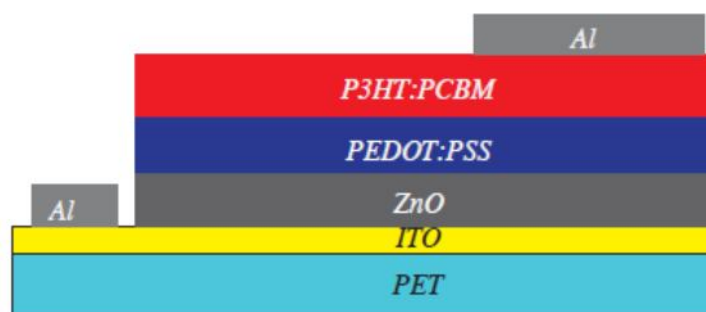 Al
P3HT:PCBM
PEDOT:PSS
ZnO
Al
ITO
PET